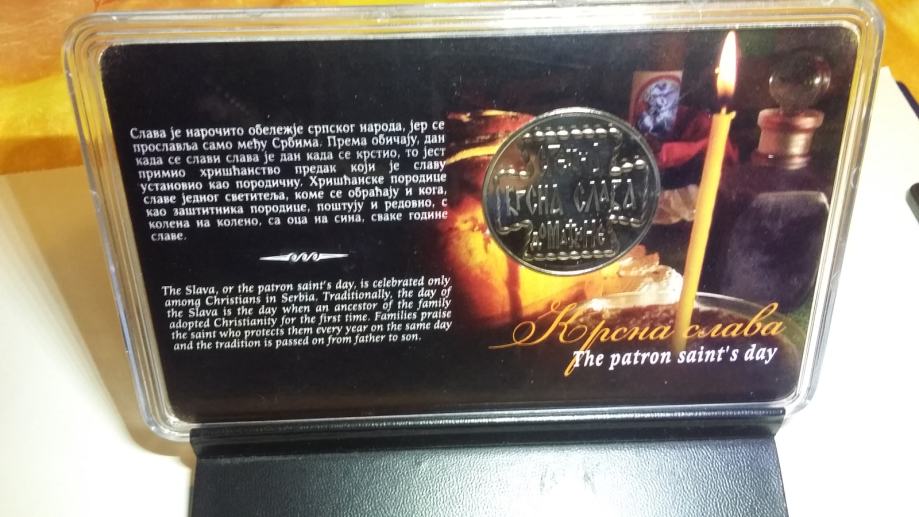 Слава је нарочито обележје српског народа, јер се
прославља само међу Србима. Према обичају, дан
када се слави слава је дан када се крстио, то јест
примио хришћанство предак који је славу
установио као породичну. Хришћанске породице
славе једног светитеља, коме се обраћају и кога,
као заштитника породице, поштују и редовно, с
колена на колено, са оца на сина, сваке године
славе.
The Slava, or the patron saint's day, is celebrated only
among Christians in Serbia. Traditionally, the day of
the Slava is the day when an ancestor of the family
adopted Christianity for the first time. Families praise
the saint who protects them every year on the same day
and the tradition is passed on from father to son.
КРСНА СЛАВА
Крсна слава
The patron saint's day